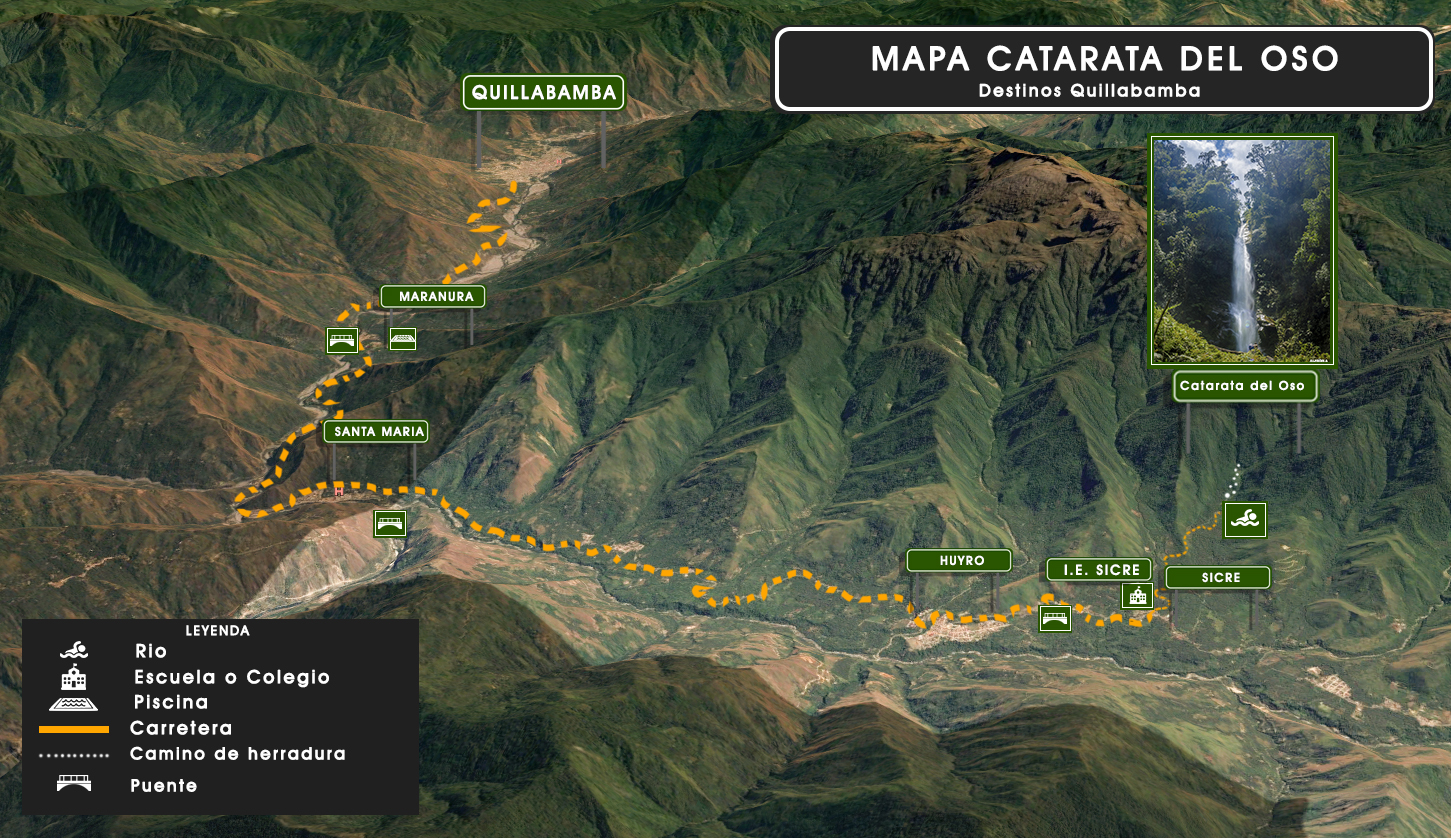 MAPA CATARATA DEL OSO
Destinos Quillabamba
QUILLABAMBA
MARANURA
Catarata del Oso
SANTA MARIA
H
HUYRO
I.E. SICRE
SICRE
LEYENDA
Rio
Escuela o Colegio
Piscina
Carretera
Camino de herradura
Puente